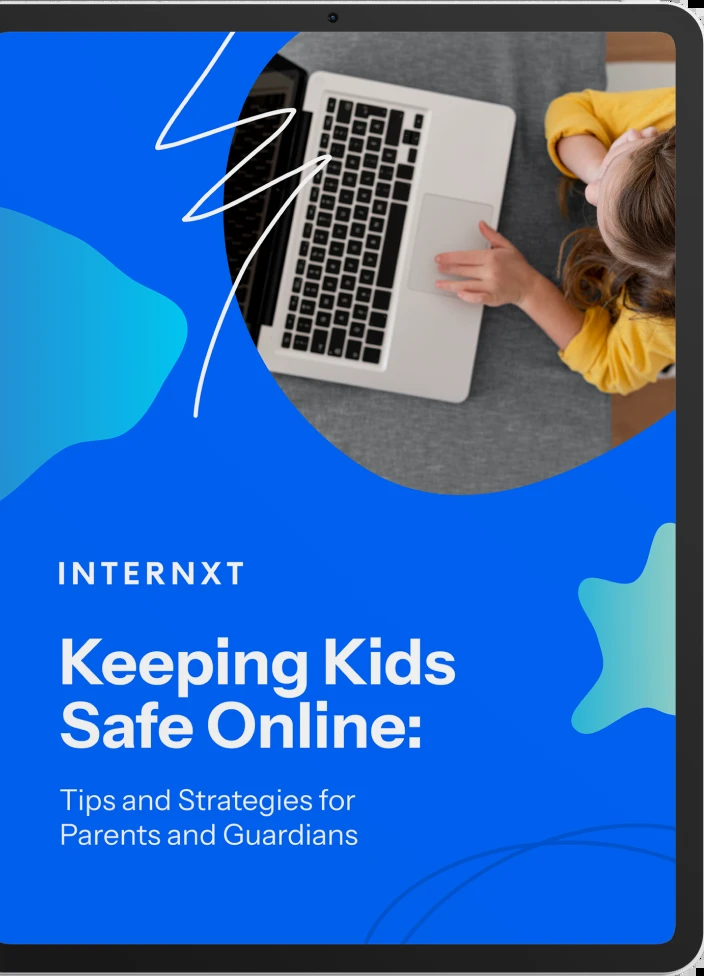 INTERNXT
Keeping Kids
Safe Online:
Tips and Strategies for
Parents and Guardians